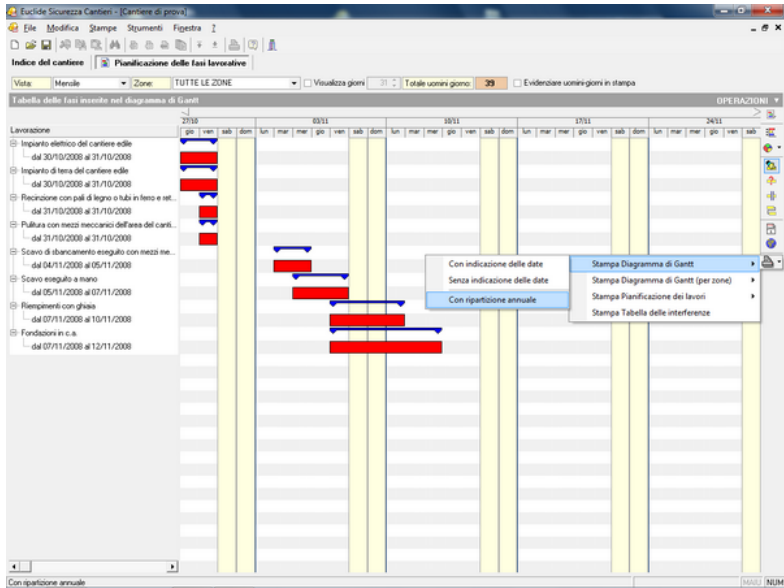 Euclide Sicurezza Cantieri - [Cantiere di prova]
File Modifica Stampe Strumenti Finestra ?
Indice del cantiere Pianificazione delle fasi lavorative
Vista: Mensile Zone: TUTTE LE ZONE Visualizza giorni 31 Totale uomini giorno: 39 Evidenziare uomini-giorni in stampa
Tabella delle fasi inserite nel diagramma di Gantt OPERAZIONI
27/10 03/11 10/11 17/11 24/11
Lavorazione gio ven sab dom lun mar mer gio ven sab dom lun mar mer gio ven sab dom lun mar mer gio ven sab dom lun mar mer gio ven sab
Impianto elettrico del cantiere edile
dal 30/10/2008 al 31/10/2008
Impianto di terra del cantiere edile
dal 30/10/2008 al 31/10/2008
Recinzione con pali di legno o tubi in ferro e ret...
dal 31/10/2008 al 31/10/2008
Pulitura con mezzi meccanici dell'area del canti...
dal 31/10/2008 al 31/10/2008
Scavo di sbancamento eseguito con mezzi me...
dal 04/11/2008 al 05/11/2008
Scavo eseguito a mano
dal 05/11/2008 al 07/11/2008
Riempimenti con ghiaia
dal 07/11/2008 al 10/11/2008
Fondazioni in c.a.
dal 07/11/2008 al 12/11/2008
Con indicazione delle date
Senza indicazione delle date
Con ripartizione annuale
Stampa Diagramma di Gantt
Stampa Diagramma di Gantt (per zone)
Stampa Pianificazione dei lavori
Stampa Tabella delle interferenze
Con ripartizione annuale MAIU NUM